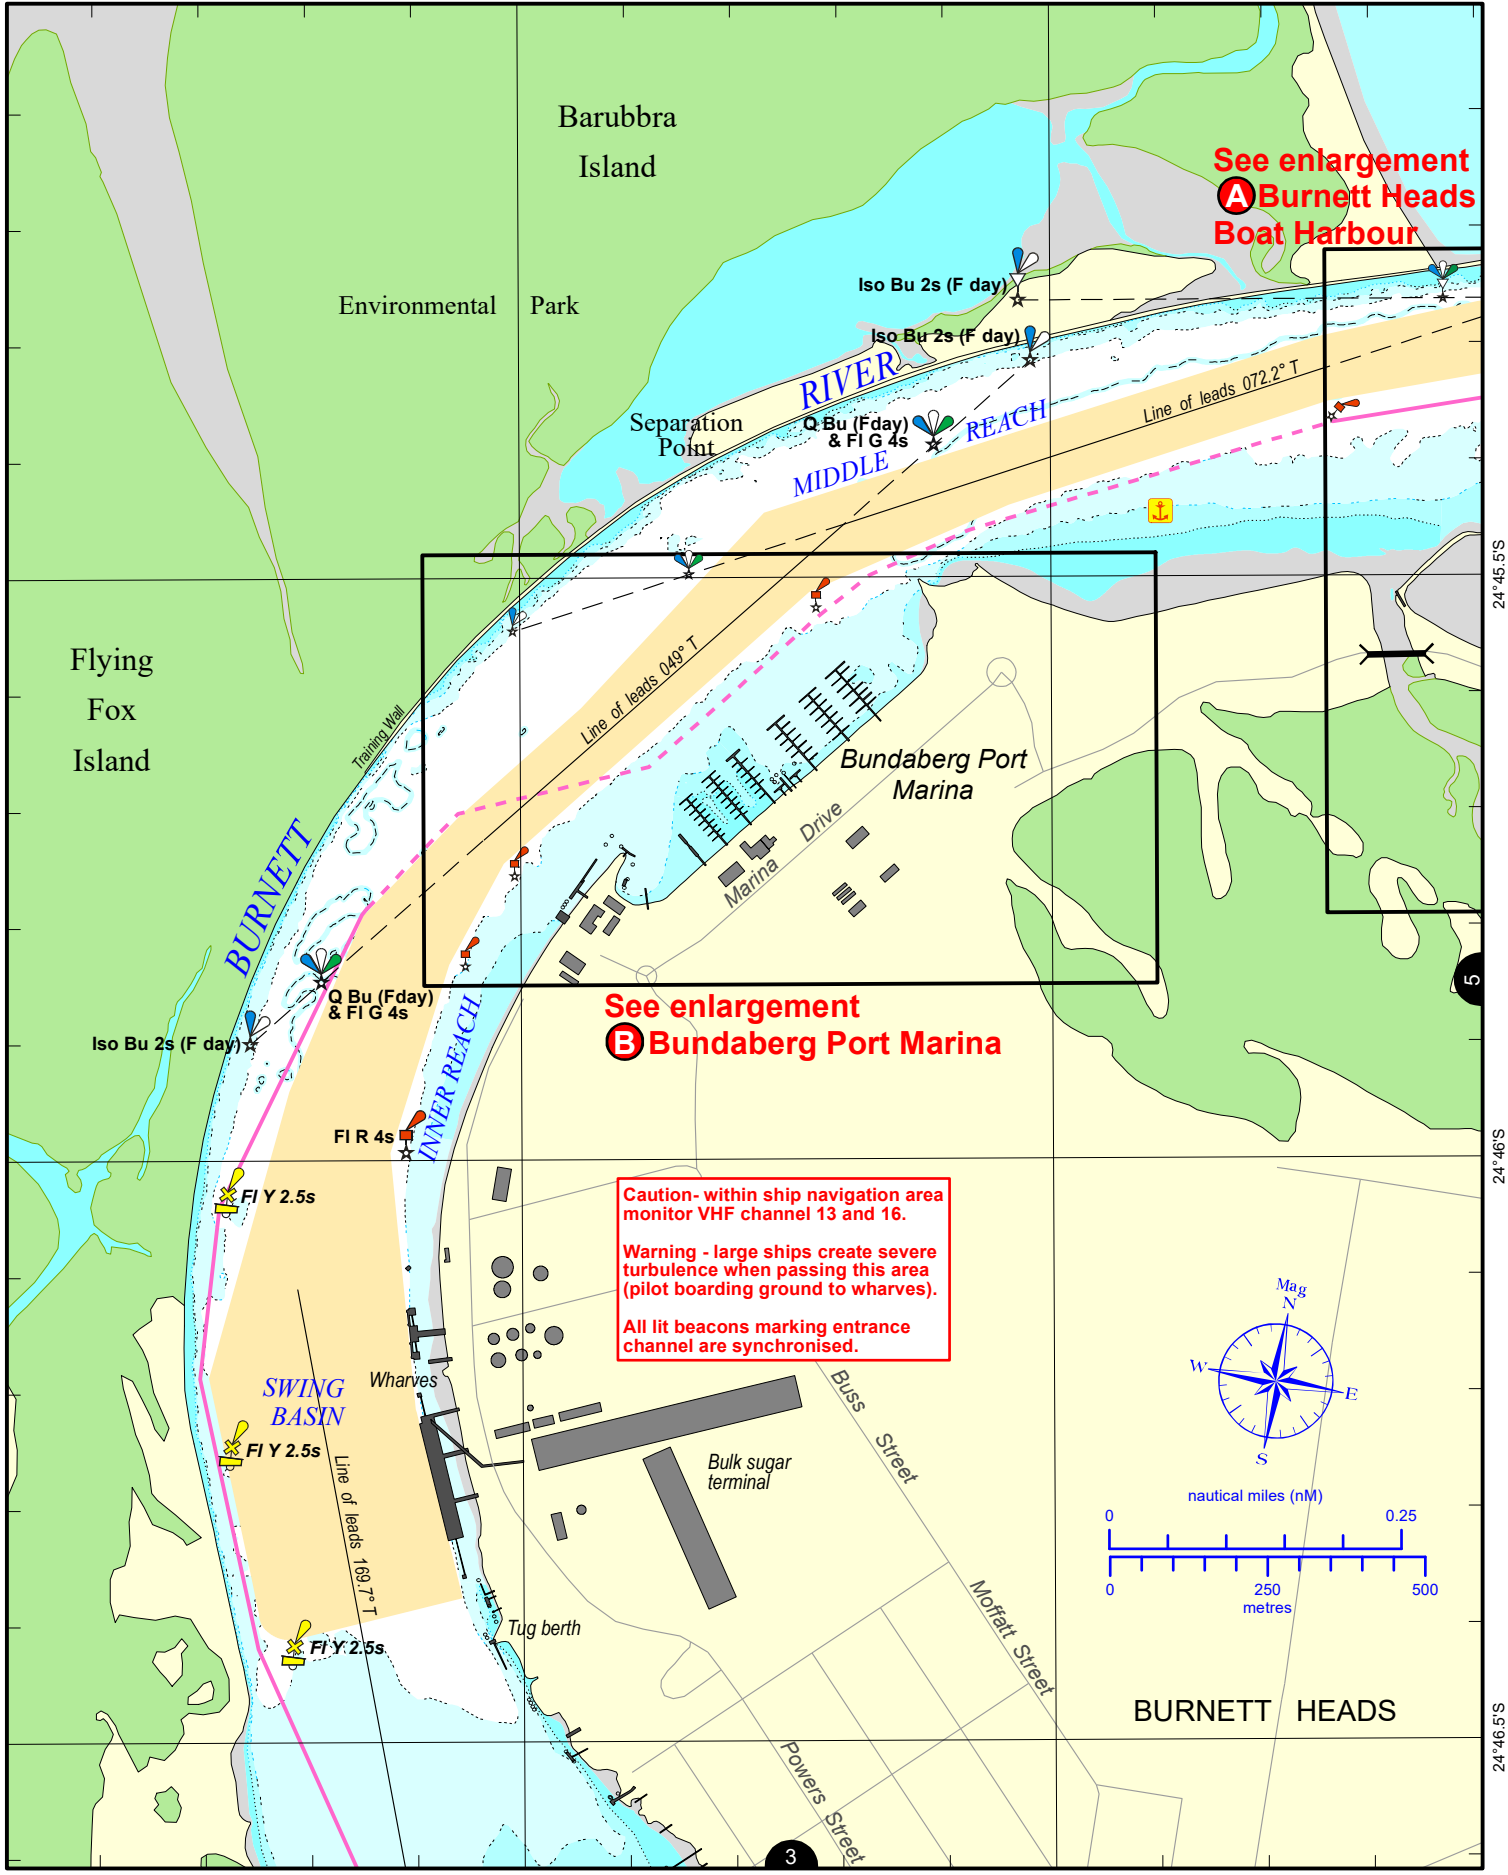 Barubbra
Island
See enlargement
A Burnett Heads
Boat Harbour
Iso Bu 2s (F day)
Environmental Park
Iso Bu 2s (F day)
RIVER
Line of leads 072.2° T
Separation
Point
Q Bu (Fday)
& Fl G 4s
REACH
MIDDLE
24°45.5'S
Flying
Fox
Island
Line of leads 049° T
Training Wall
Bundaberg Port
Marina
Marina Drive
BURNETT
Q Bu (Fday)
& Fl G 4s
5
See enlargement
B Bundaberg Port Marina
Iso Bu 2s (F day)
INNER REACH
Fl R 4s
24°46'S
Fl Y 2.5s
Caution- within ship navigation area
monitor VHF channel 13 and 16.
Warning - large ships create severe
turbulence when passing this area
(pilot boarding ground to wharves).
All lit beacons marking entrance
channel are synchronised.
Mag
N
W
E
S
Wharves
SWING
BASIN
Buss Street
Fl Y 2.5s
Line of leads 169.7° T
Bulk sugar
terminal
nautical miles (nM)
0 0.25
0 250 500
metres
Moffatt Street
Tug berth
Fl Y 2.5s
BURNETT HEADS
24°46.5'S
Powers Street
3